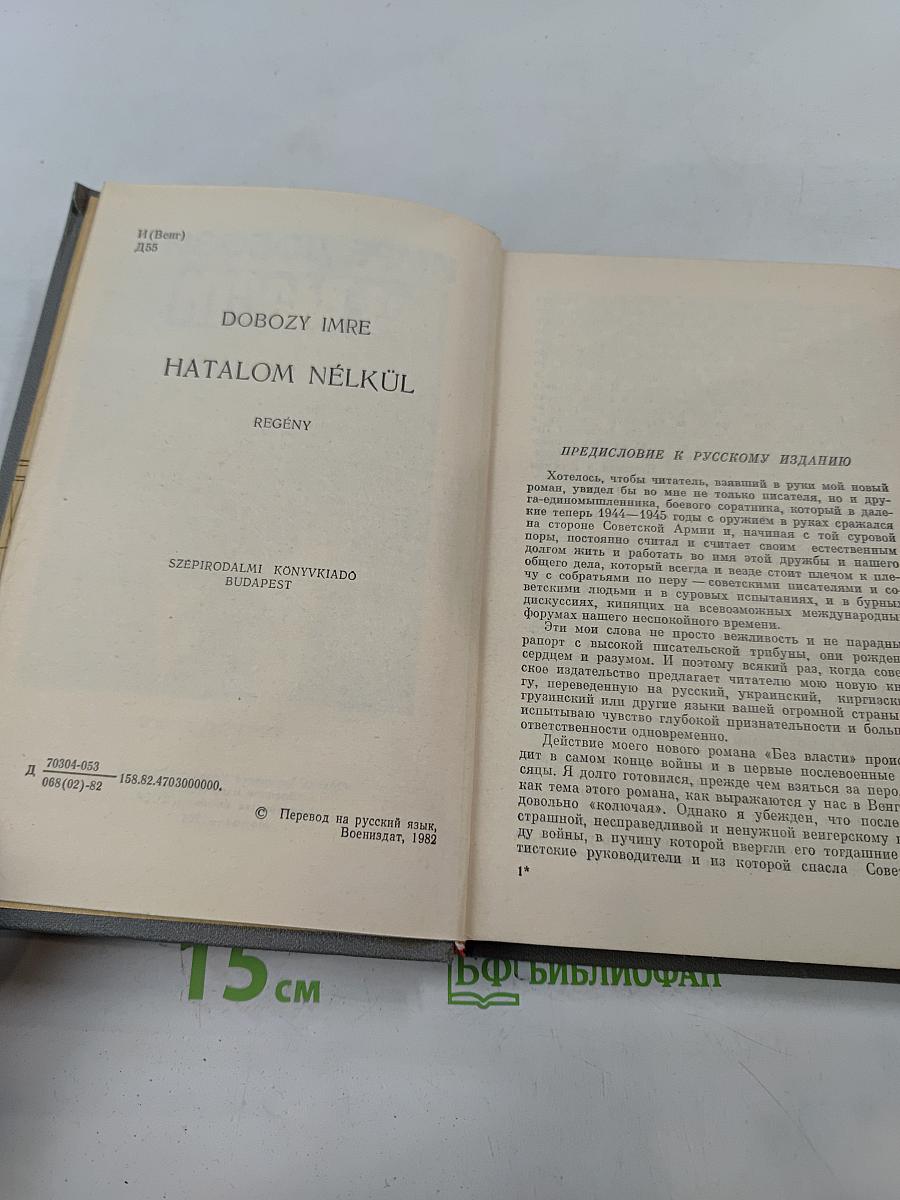 И(Венг)
Д55
DOBOZY IMRE
HATALOM NÉLKÜL
REGÉNY
SZÉPIRODALMI KÖNYVKIADÓ
BUDAPEST
Д 70304-053
068(02)-82 —158.82.4703000000.
© Перевод на русский язык,
Воениздат, 1982
ПРЕДИСЛОВИЕ К РУССКОМУ ИЗДАНИЮ
Хотелось, чтобы читатель, взявший в руки мой новый
роман, увидел бы во мне не только писателя, но и дру-
га-единомышленника, боевого соратника, который в дале-
кие теперь 1944—1945 годы с оружием в руках сражался
на стороне Советской Армии и, начиная с той суровой
поры, постоянно считал и считает своим естественным
долгом жить и работать во имя этой дружбы и нашего
общего дела, который всегда и везде стоит плечом к пле-
чу с собратьями по перу — советскими писателями и со-
ветскими людьми и в суровых испытаниях, и в бурных
дискуссиях, кипящих на всевозможных международны
форумах нашего неспокойного времени.
Эти мои слова не просто вежливость и не парадны
рапорт с высокой писательской трибуны, они рожден
сердцем и разумом. И поэтому всякий раз, когда сове
ское издательство предлагает читателю мою новую кн
гу, переведенную на русский, украинский, киргизск
грузинский или другие языки вашей огромной страны
испытываю чувство глубокой признательности и больш
ответственности одновременно.
Действие моего нового романа «Без власти» проис
дит в самом конце войны и в первые послевоенные
сяцы. Я долго готовился, прежде чем взяться за перо,
как тема этого романа, как выражаются у нас в Венг
довольно «колючая». Однако я убежден, что после
страшной, несправедливой и ненужной венгерскому н
ду войны, в пучину которой ввергли его тогдашние
тистские руководители и из которой спасла Сове
1*
15 см
БФ БИБЛИОФАН